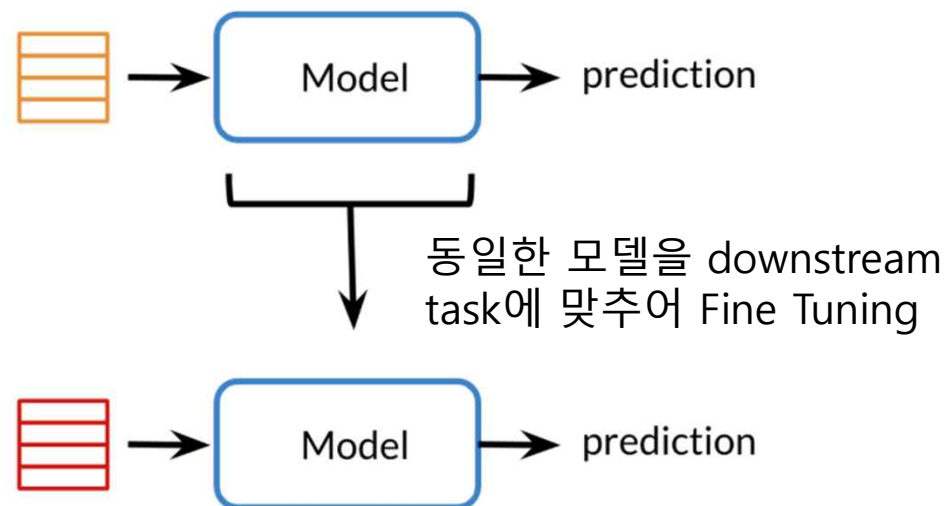 Model
prediction
동일한 모델을 downstream
task에 맞추어 Fine Tuning
Model
prediction